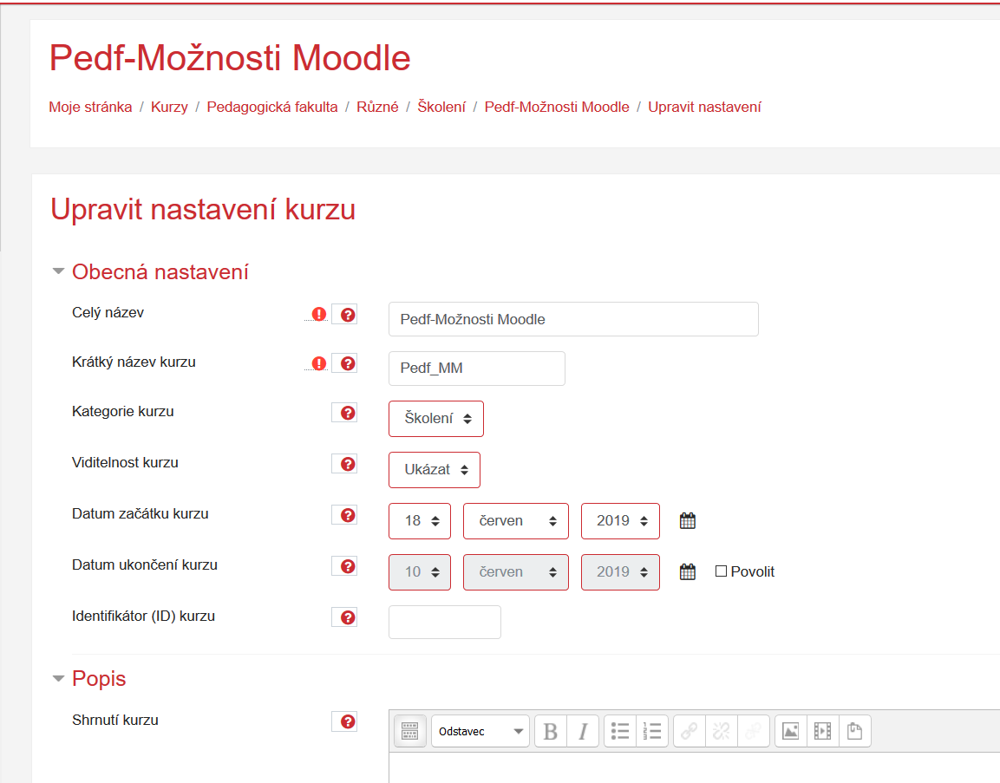 Pedf-Možnosti Moodle
Moje stránka / Kurzy / Pedagogická fakulta / Různé / Školení / Pedf-Možnosti Moodle / Upravit nastavení
Upravit nastavení kurzu
Obecná nastavení
Celý název ! ? Pedf-Možnosti Moodle
Krátký název kurzu ! ? Pedf_MM
Kategorie kurzu ? Školení
Viditelnost kurzu ? Ukázat
Datum začátku kurzu ? 18 červen 2019
Datum ukončení kurzu ? 10 červen 2019 Povolit
Identifikátor (ID) kurzu ?
Popis
Shrnutí kurzu ? Odstavec B I